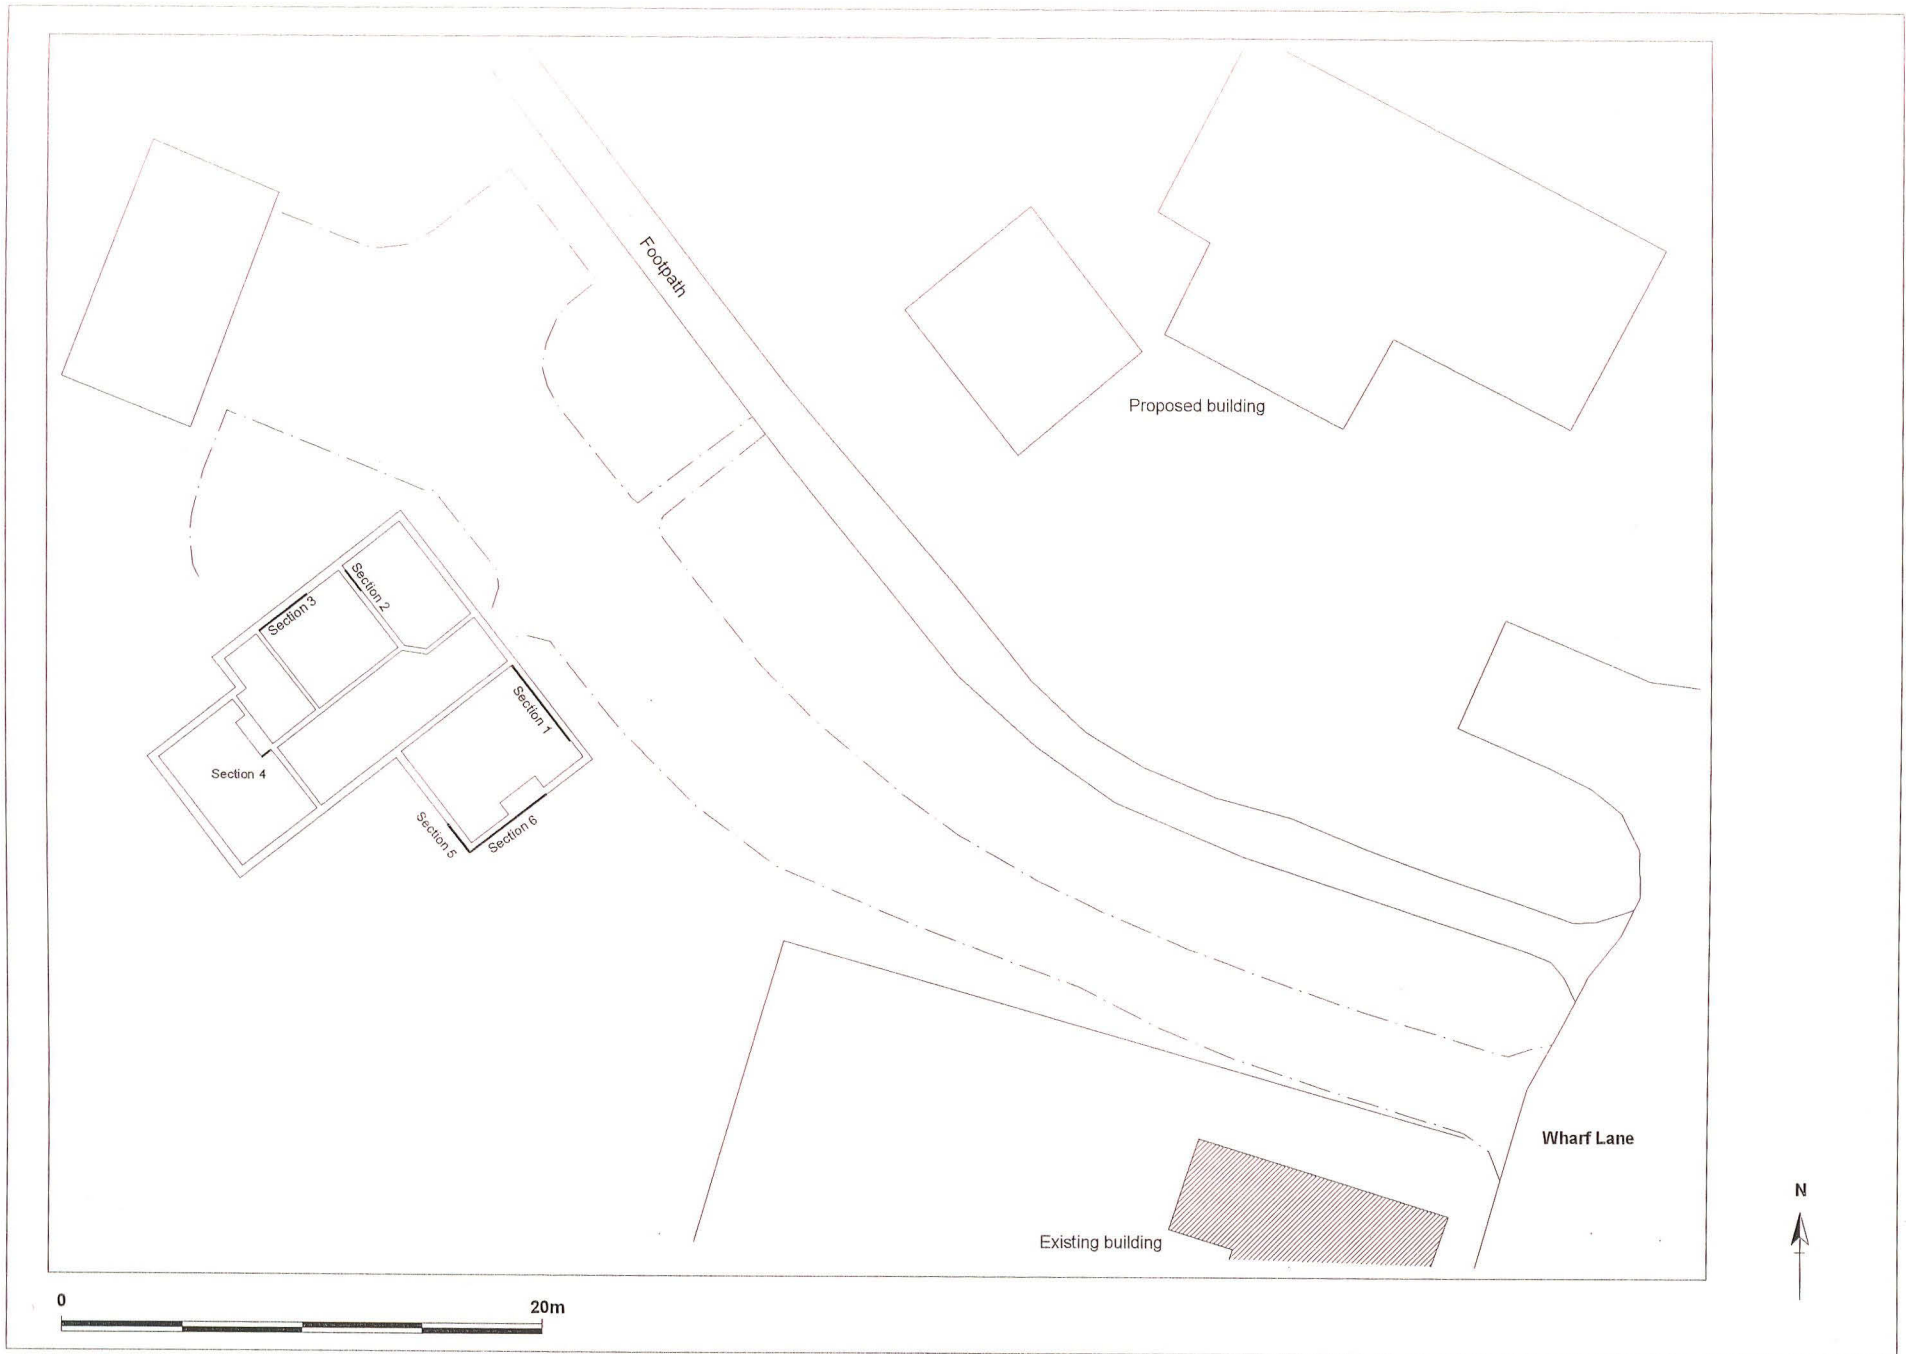 Footpath
Proposed building
Section 2
Section 3
Section 1
Section 4
Section 5
Section 6
Wharf Lane
N
Existing building
0
20m